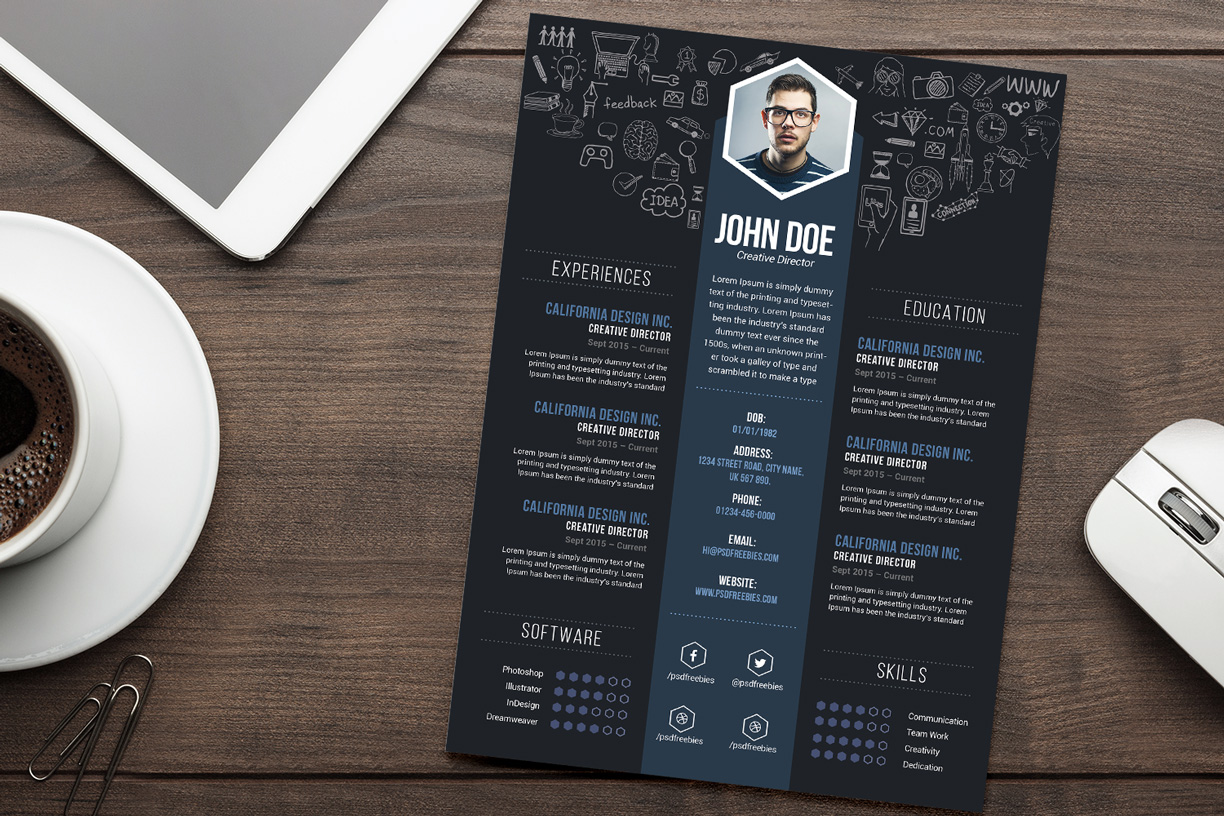 feedback
IDEA
WWW
IDEA
.COM
Creative
CONNECTION
JOHN DOE
Creative Director
Lorem Ipsum is simply dummy
text of the printing and typeset-
ting industry. Lorem Ipsum has
been the industry's standard
dummy text ever since the
1500s, when an unknown print-
er took a galley of type and
scrambled it to make a type
DOB:
01/01/1982
ADDRESS:
1234 STREET ROAD, CITY NAME,
UK 567 890.
PHONE:
01234-456-0000
EMAIL:
HI@PSDFREEBIES.COM
WEBSITE:
WWW.PSDFREEBIES.COM
/psdfreebies
@psdfreebies
/psdfreebies
/psdfreebies
EXPERIENCES
CALIFORNIA DESIGN INC.
CREATIVE DIRECTOR
Sept 2015 – Current
Lorem Ipsum is simply dummy text of the
printing and typesetting industry. Lorem
Ipsum has been the industry's standard
CALIFORNIA DESIGN INC.
CREATIVE DIRECTOR
Sept 2015 – Current
Lorem Ipsum is simply dummy text of the
printing and typesetting industry. Lorem
Ipsum has been the industry's standard
CALIFORNIA DESIGN INC.
CREATIVE DIRECTOR
Sept 2015 – Current
Lorem Ipsum is simply dummy text of the
printing and typesetting industry. Lorem
Ipsum has been the industry's standard
SOFTWARE
Photoshop
Illustrator
InDesign
Dreamweaver
EDUCATION
CALIFORNIA DESIGN INC.
CREATIVE DIRECTOR
Sept 2015 – Current
Lorem Ipsum is simply dummy text of the
printing and typesetting industry. Lorem
Ipsum has been the industry's standard
CALIFORNIA DESIGN INC.
CREATIVE DIRECTOR
Sept 2015 – Current
Lorem Ipsum is simply dummy text of the
printing and typesetting industry. Lorem
Ipsum has been the industry's standard
CALIFORNIA DESIGN INC.
CREATIVE DIRECTOR
Sept 2015 – Current
Lorem Ipsum is simply dummy text of the
printing and typesetting industry. Lorem
Ipsum has been the industry's standard
SKILLS
Communication
Team Work
Creativity
Dedication